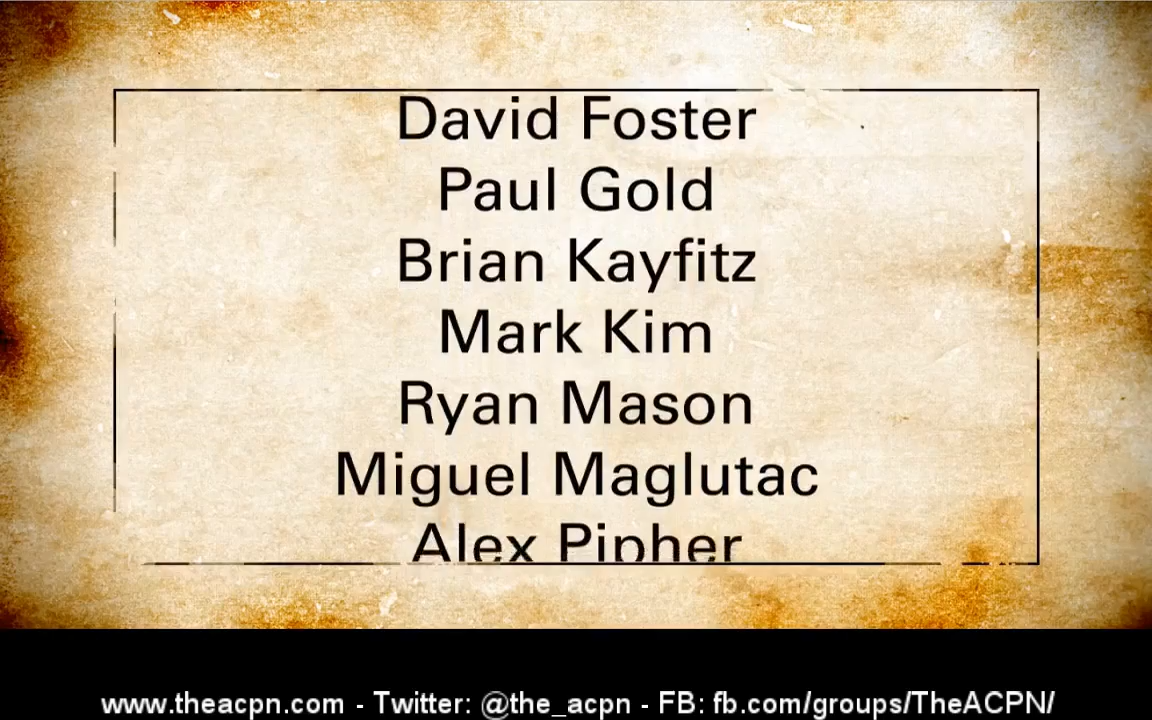 David Foster
Paul Gold
Brian Kayfitz
Mark Kim
Ryan Mason
Miguel Maglutac
Alex Pipher
www.theacpn.com - Twitter: @the_acpn - FB: fb.com/groups/TheACPN/